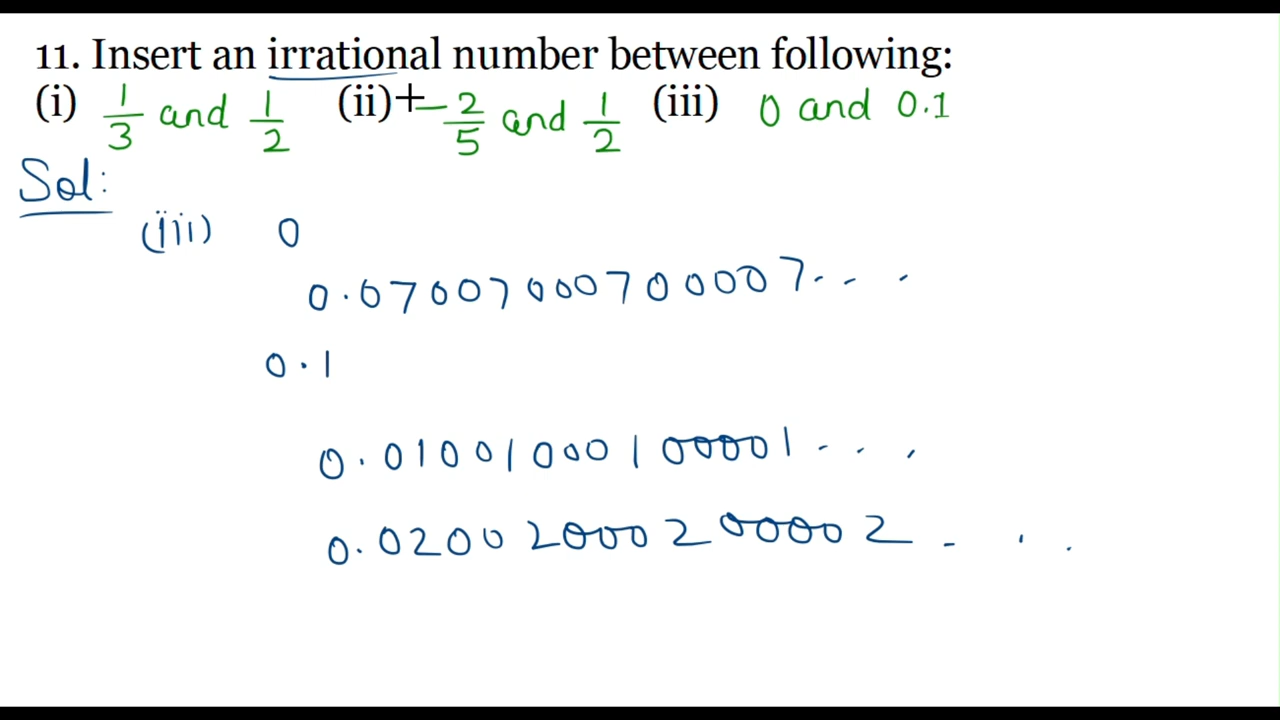 11. Insert an irrational number between following:
(i) 1/3 and 1/2 (ii) -2/5 and 1/2 (iii) 0 and 0.1
Sol:
(iii) 0
0.07007000700007...
0.1
0.01001000100001...
0.02002000200002...